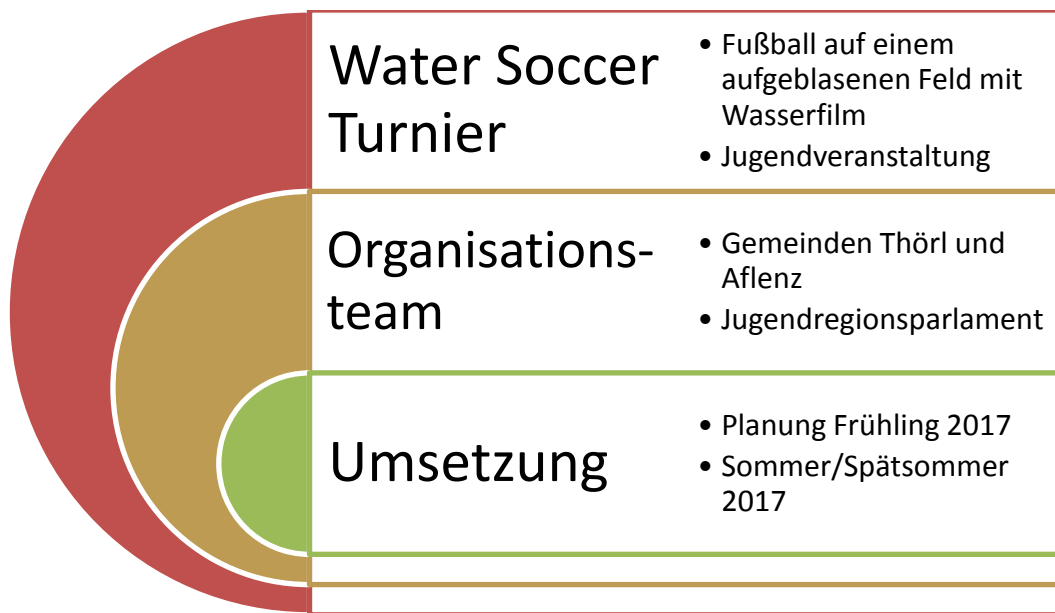 Water Soccer
Turnier
• Fußball auf einem
aufgeblasenen Feld mit
Wasserfilm
• Jugendveranstaltung
Organisations-
team
• Gemeinden Thörl und
Aflenz
• Jugendregionsparlament
Umsetzung
• Planung Frühling 2017
• Sommer/Spätsommer
2017